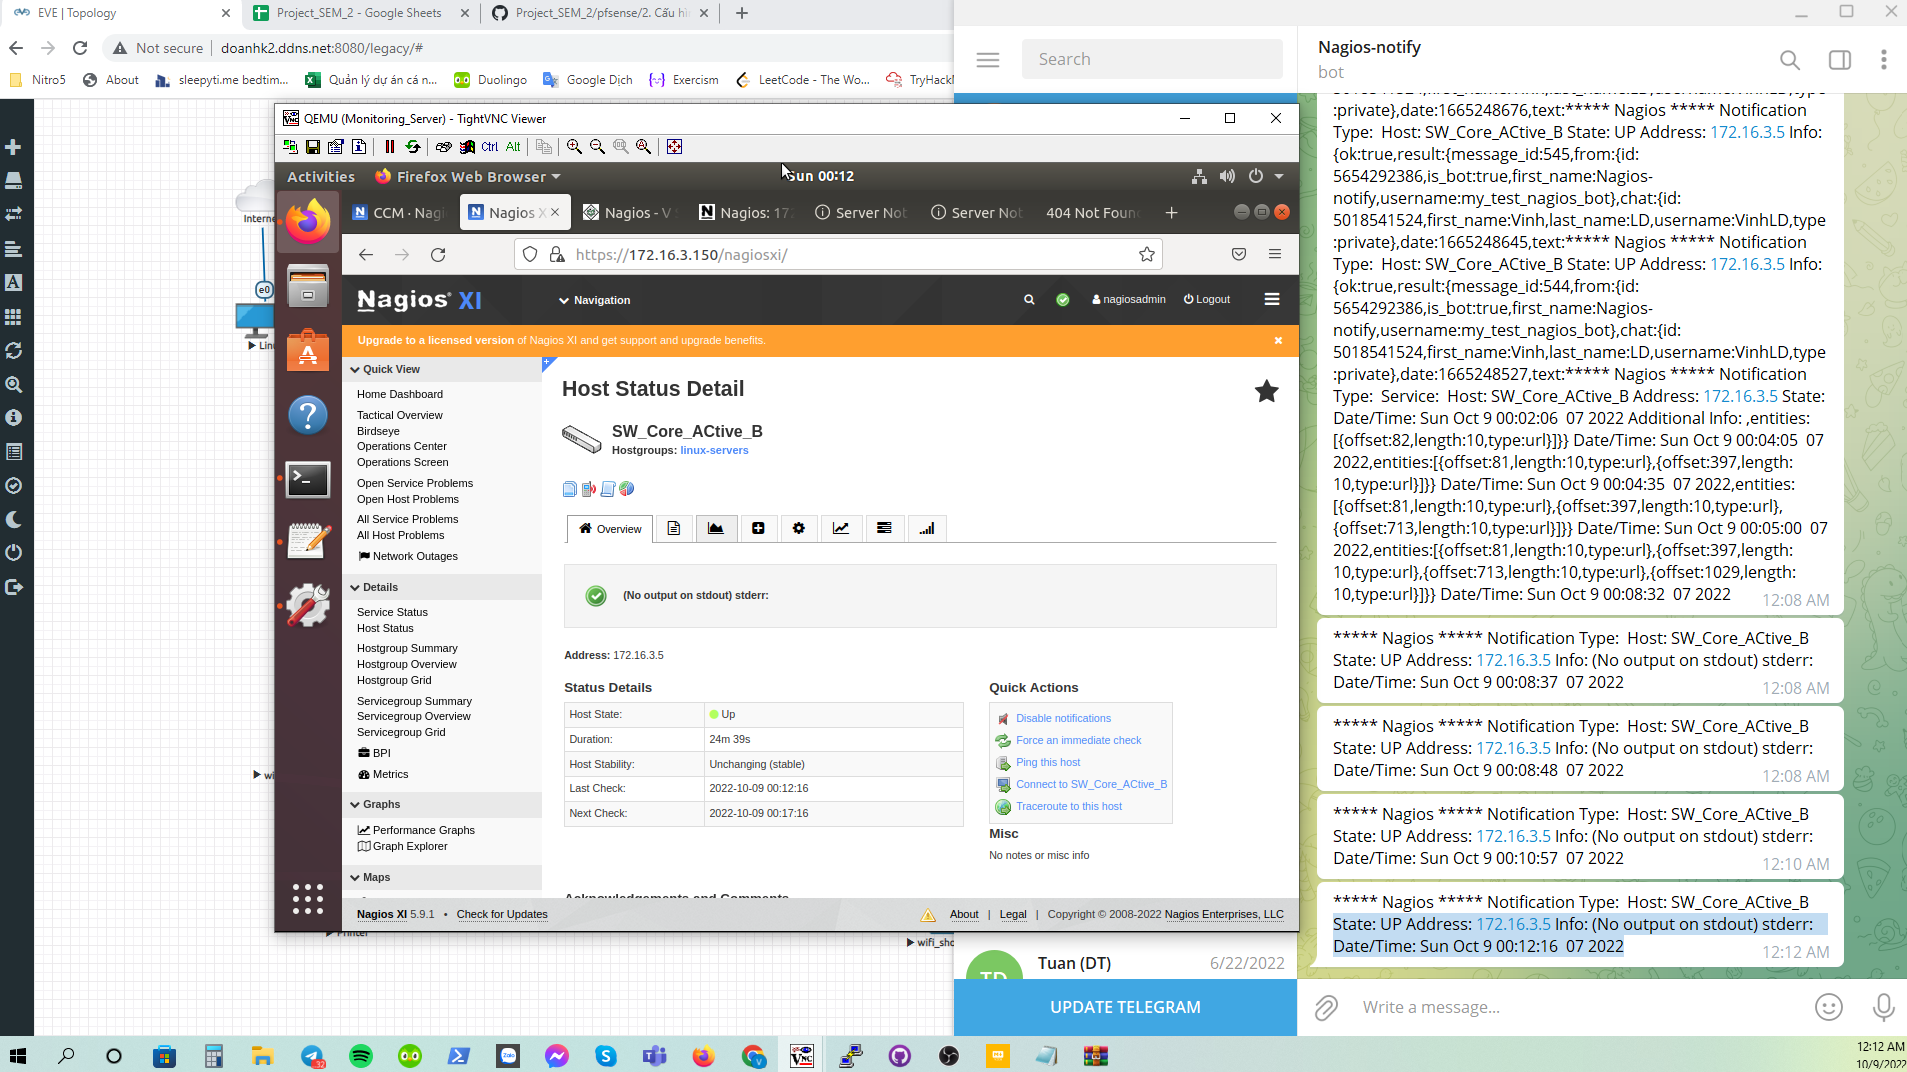 EVE | Topology
Project_SEM_2 - Google Sheets
Project_SEM_2/pfsense/2. Cấu hì
Not secure
doanhk2.ddns.net:8080/legacy/#
Nitro5
About
sleepyti.me bedtim...
Quản lý dự án cá n...
Duolingo
Google Dịch
Exercism
LeetCode - The Wo...
TryHackM
Interne
e0
Linu
wi
Printer
wifi_sho
QEMU (Monitoring_Server) - TightVNC Viewer
Ctrl
Alt
Activities
Firefox Web Browser
Sun 00:12
CCM · Nagi
Nagios X
Nagios - V
Nagios: 172
Server Not
Server Not
404 Not Foun
https://172.16.3.150/nagiosxi/
Nagios® XI
Navigation
nagiosadmin
Logout
Upgrade to a licensed version of Nagios XI and get support and upgrade benefits.
Quick View
Home Dashboard
Tactical Overview
Birdseye
Operations Center
Operations Screen
Open Service Problems
Open Host Problems
All Service Problems
All Host Problems
Network Outages
Details
Service Status
Host Status
Hostgroup Summary
Hostgroup Overview
Hostgroup Grid
Servicegroup Summary
Servicegroup Overview
Servicegroup Grid
BPI
Metrics
Graphs
Performance Graphs
Graph Explorer
Maps
Host Status Detail
SW_Core_ACtive_B
Hostgroups: linux-servers
Overview
(No output on stdout) stderr:
Address: 172.16.3.5
Status Details
Host State: Up
Duration: 24m 39s
Host Stability: Unchanging (stable)
Last Check: 2022-10-09 00:12:16
Next Check: 2022-10-09 00:17:16
Quick Actions
Disable notifications
Force an immediate check
Ping this host
Connect to SW_Core_ACtive_B
Traceroute to this host
Misc
No notes or misc info
Acknowledgements and Comments
Nagios XI 5.9.1 • Check for Updates
About | Legal | Copyright © 2008-2022 Nagios Enterprises, LLC
Search
Tuan (DT)
6/22/2022
TD
UPDATE TELEGRAM
Nagios-notify
bot
5018541524,first_name:Vinh,last_name:LD,username:VinhLD,type
:private},date:1665248676,text:***** Nagios ***** Notification
Type:  Host: SW_Core_ACtive_B State: UP Address: 172.16.3.5 Info:
{ok:true,result:{message_id:545,from:{id:
5654292386,is_bot:true,first_name:Nagios-
notify,username:my_test_nagios_bot},chat:{id:
5018541524,first_name:Vinh,last_name:LD,username:VinhLD,type
:private},date:1665248645,text:***** Nagios ***** Notification
Type:  Host: SW_Core_ACtive_B State: UP Address: 172.16.3.5 Info:
{ok:true,result:{message_id:544,from:{id:
5654292386,is_bot:true,first_name:Nagios-
notify,username:my_test_nagios_bot},chat:{id:
5018541524,first_name:Vinh,last_name:LD,username:VinhLD,type
:private},date:1665248527,text:***** Nagios ***** Notification
Type:  Service:  Host: SW_Core_ACtive_B Address: 172.16.3.5 State:
Date/Time: Sun Oct 9 00:02:06  07 2022 Additional Info: ,entities:
[{offset:82,length:10,type:url}]}} Date/Time: Sun Oct 9 00:04:05  07
2022,entities:[{offset:81,length:10,type:url},{offset:397,length:
10,type:url}]}} Date/Time: Sun Oct 9 00:04:35  07 2022,entities:
[{offset:81,length:10,type:url},{offset:397,length:10,type:url},
{offset:713,length:10,type:url}]}} Date/Time: Sun Oct 9 00:05:00  07
2022,entities:[{offset:81,length:10,type:url},{offset:397,length:
10,type:url},{offset:713,length:10,type:url},{offset:1029,length:
10,type:url}]}} Date/Time: Sun Oct 9 00:08:32  07 2022
12:08 AM
***** Nagios ***** Notification Type:  Host: SW_Core_ACtive_B
State: UP Address: 172.16.3.5 Info: (No output on stdout) stderr:
Date/Time: Sun Oct 9 00:08:37  07 2022
12:08 AM
***** Nagios ***** Notification Type:  Host: SW_Core_ACtive_B
State: UP Address: 172.16.3.5 Info: (No output on stdout) stderr:
Date/Time: Sun Oct 9 00:08:48  07 2022
12:08 AM
***** Nagios ***** Notification Type:  Host: SW_Core_ACtive_B
State: UP Address: 172.16.3.5 Info: (No output on stdout) stderr:
Date/Time: Sun Oct 9 00:10:57  07 2022
12:10 AM
***** Nagios ***** Notification Type:  Host: SW_Core_ACtive_B
State: UP Address: 172.16.3.5 Info: (No output on stdout) stderr:
Date/Time: Sun Oct 9 00:12:16  07 2022
12:12 AM
Write a message...
12:12 AM
10/9/2022